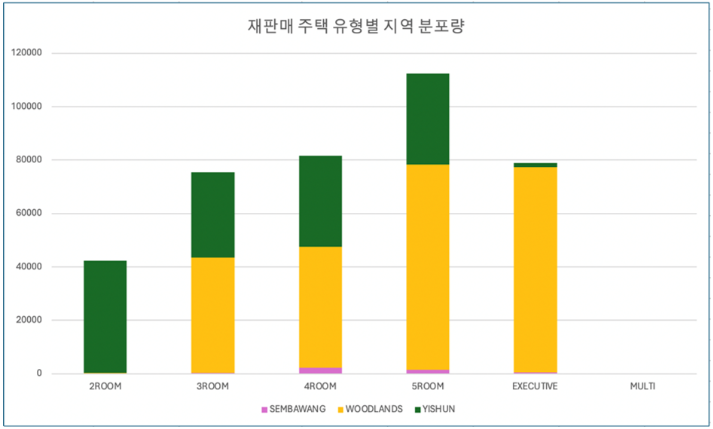 재판매 주택 유형별 지역 분포량
120000
100000
80000
60000
40000
20000
0
2ROOM 3ROOM 4ROOM 5ROOM EXECUTIVE MULTI
SEMBAWANG WOODLANDS YISHUN